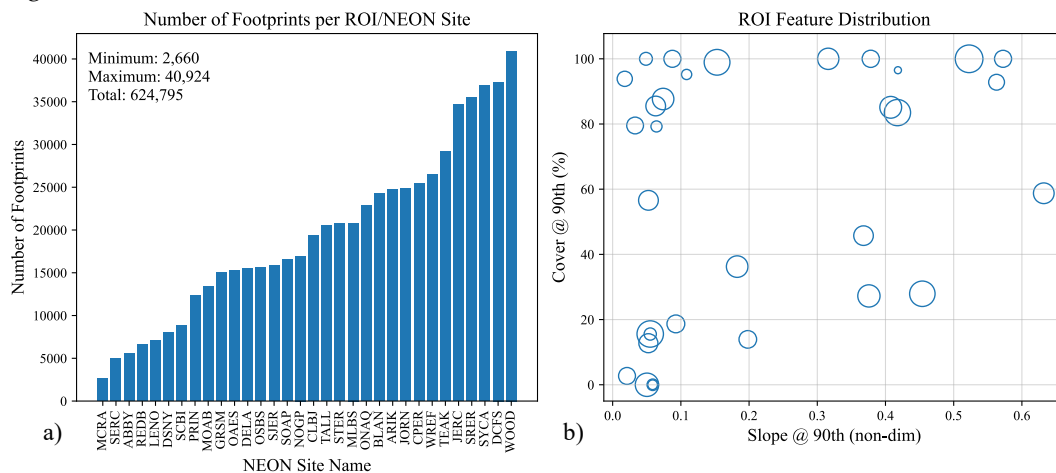 Number of Footprints per ROI/NEON Site
Minimum: 2,660
Maximum: 40,924
Total: 624,795
Number of Footprints
40000
35000
30000
25000
20000
15000
10000
5000
0
MCRA
SERC
ABBY
REDB
LENO
DSNY
SCBI
PRIN
MOAB
GRSM
OAES
DELA
OSBS
SJER
SOAP
NOGP
CLBJ
TALL
STER
MLBS
ONAQ
BLAN
ARIK
JORN
CPER
WREF
TEAK
JERC
SRER
SYCA
DCFS
WOOD
NEON Site Name
a)
ROI Feature Distribution
Cover @ 90th (%)
100
80
60
40
20
0
0.0 0.1 0.2 0.3 0.4 0.5 0.6
Slope @ 90th (non-dim)
b)